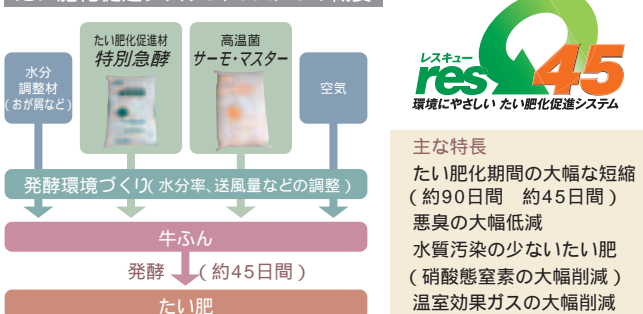 たい肥化促進材
特別急酵
高温菌
サーモ・マスター
水分
調整材
(おが屑など)
空気
発酵環境づくり(水分率、送風量などの調整)
牛ふん
発酵 (約45日間)
たい肥
レスキュー
resQ45
環境にやさしい たい肥化促進システム
主な特長
たい肥化期間の大幅な短縮
(約90日間 約45日間)
悪臭の大幅低減
水質汚染の少ないたい肥
(硝酸態窒素の大幅削減)
温室効果ガスの大幅削減